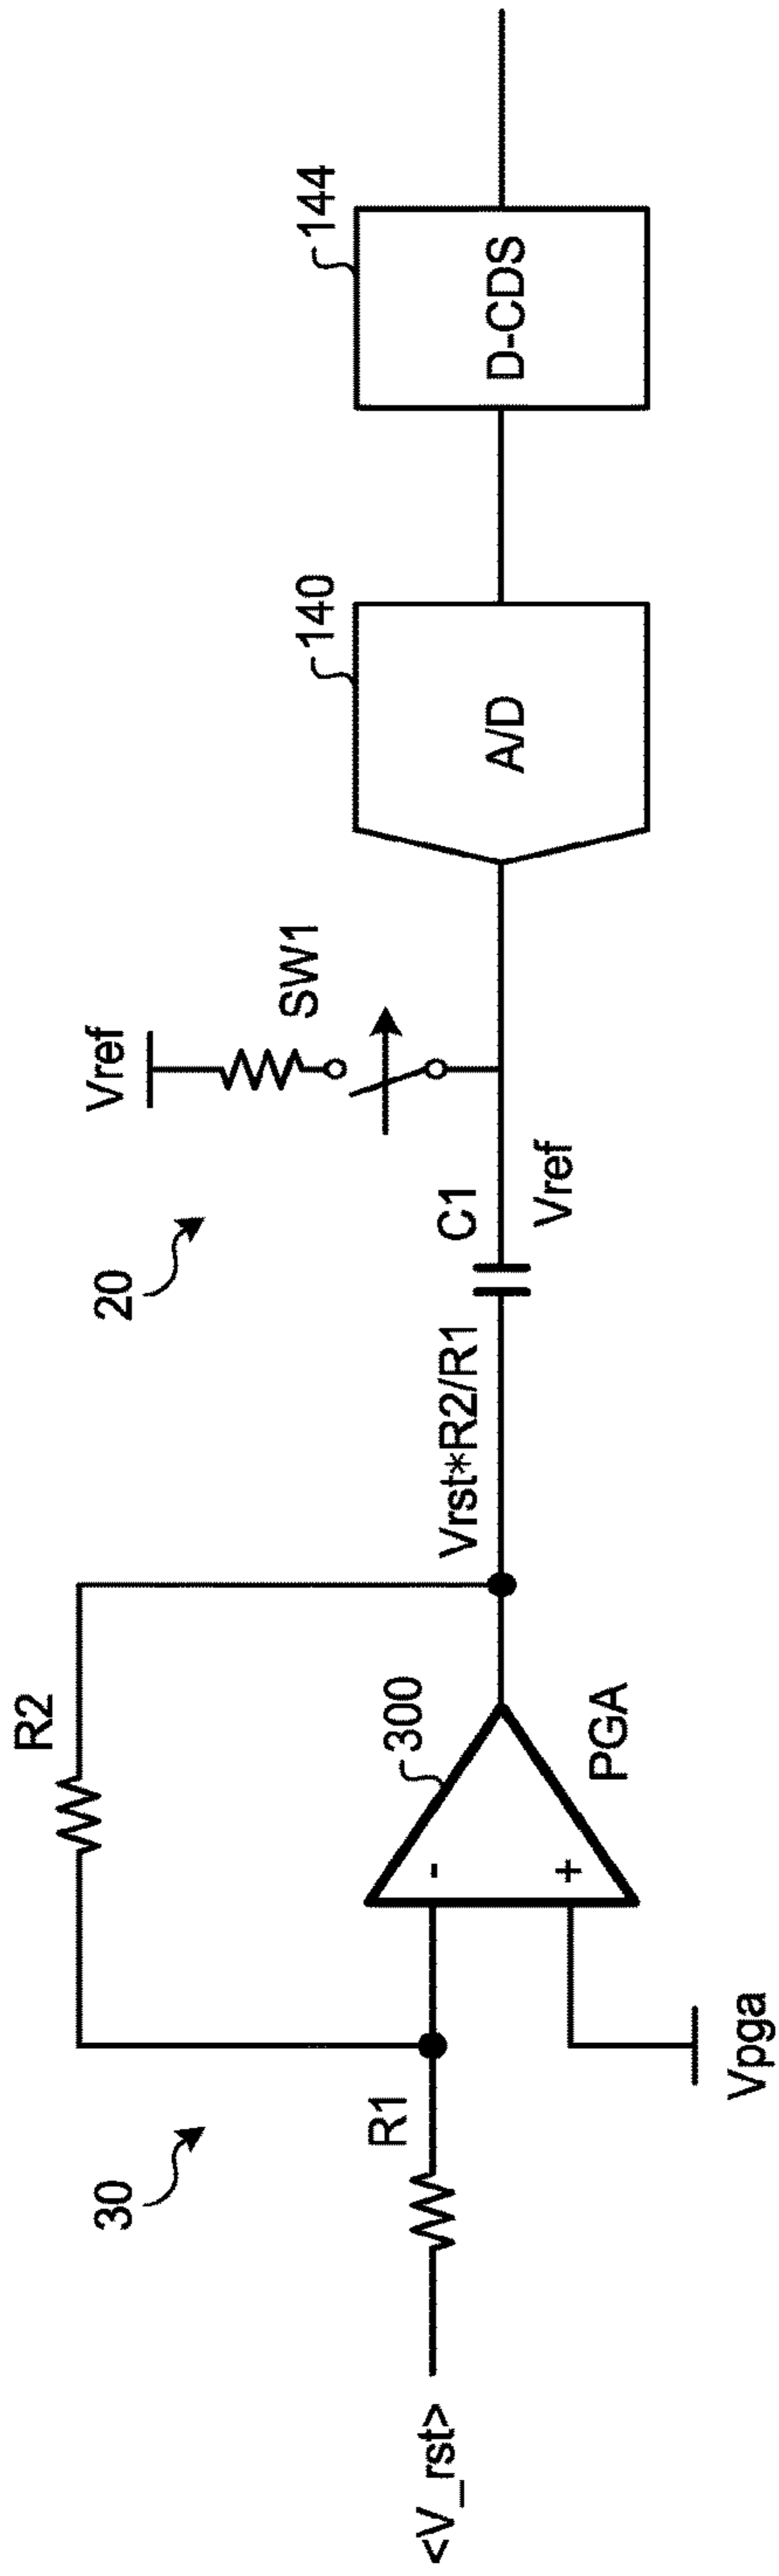 <V_rst>
R1
30
R2
-
+
300
PGA
Vpga
Vrst*R2/R1
C1
Vref
20
Vref
SW1
140
A/D
144
D-CDS